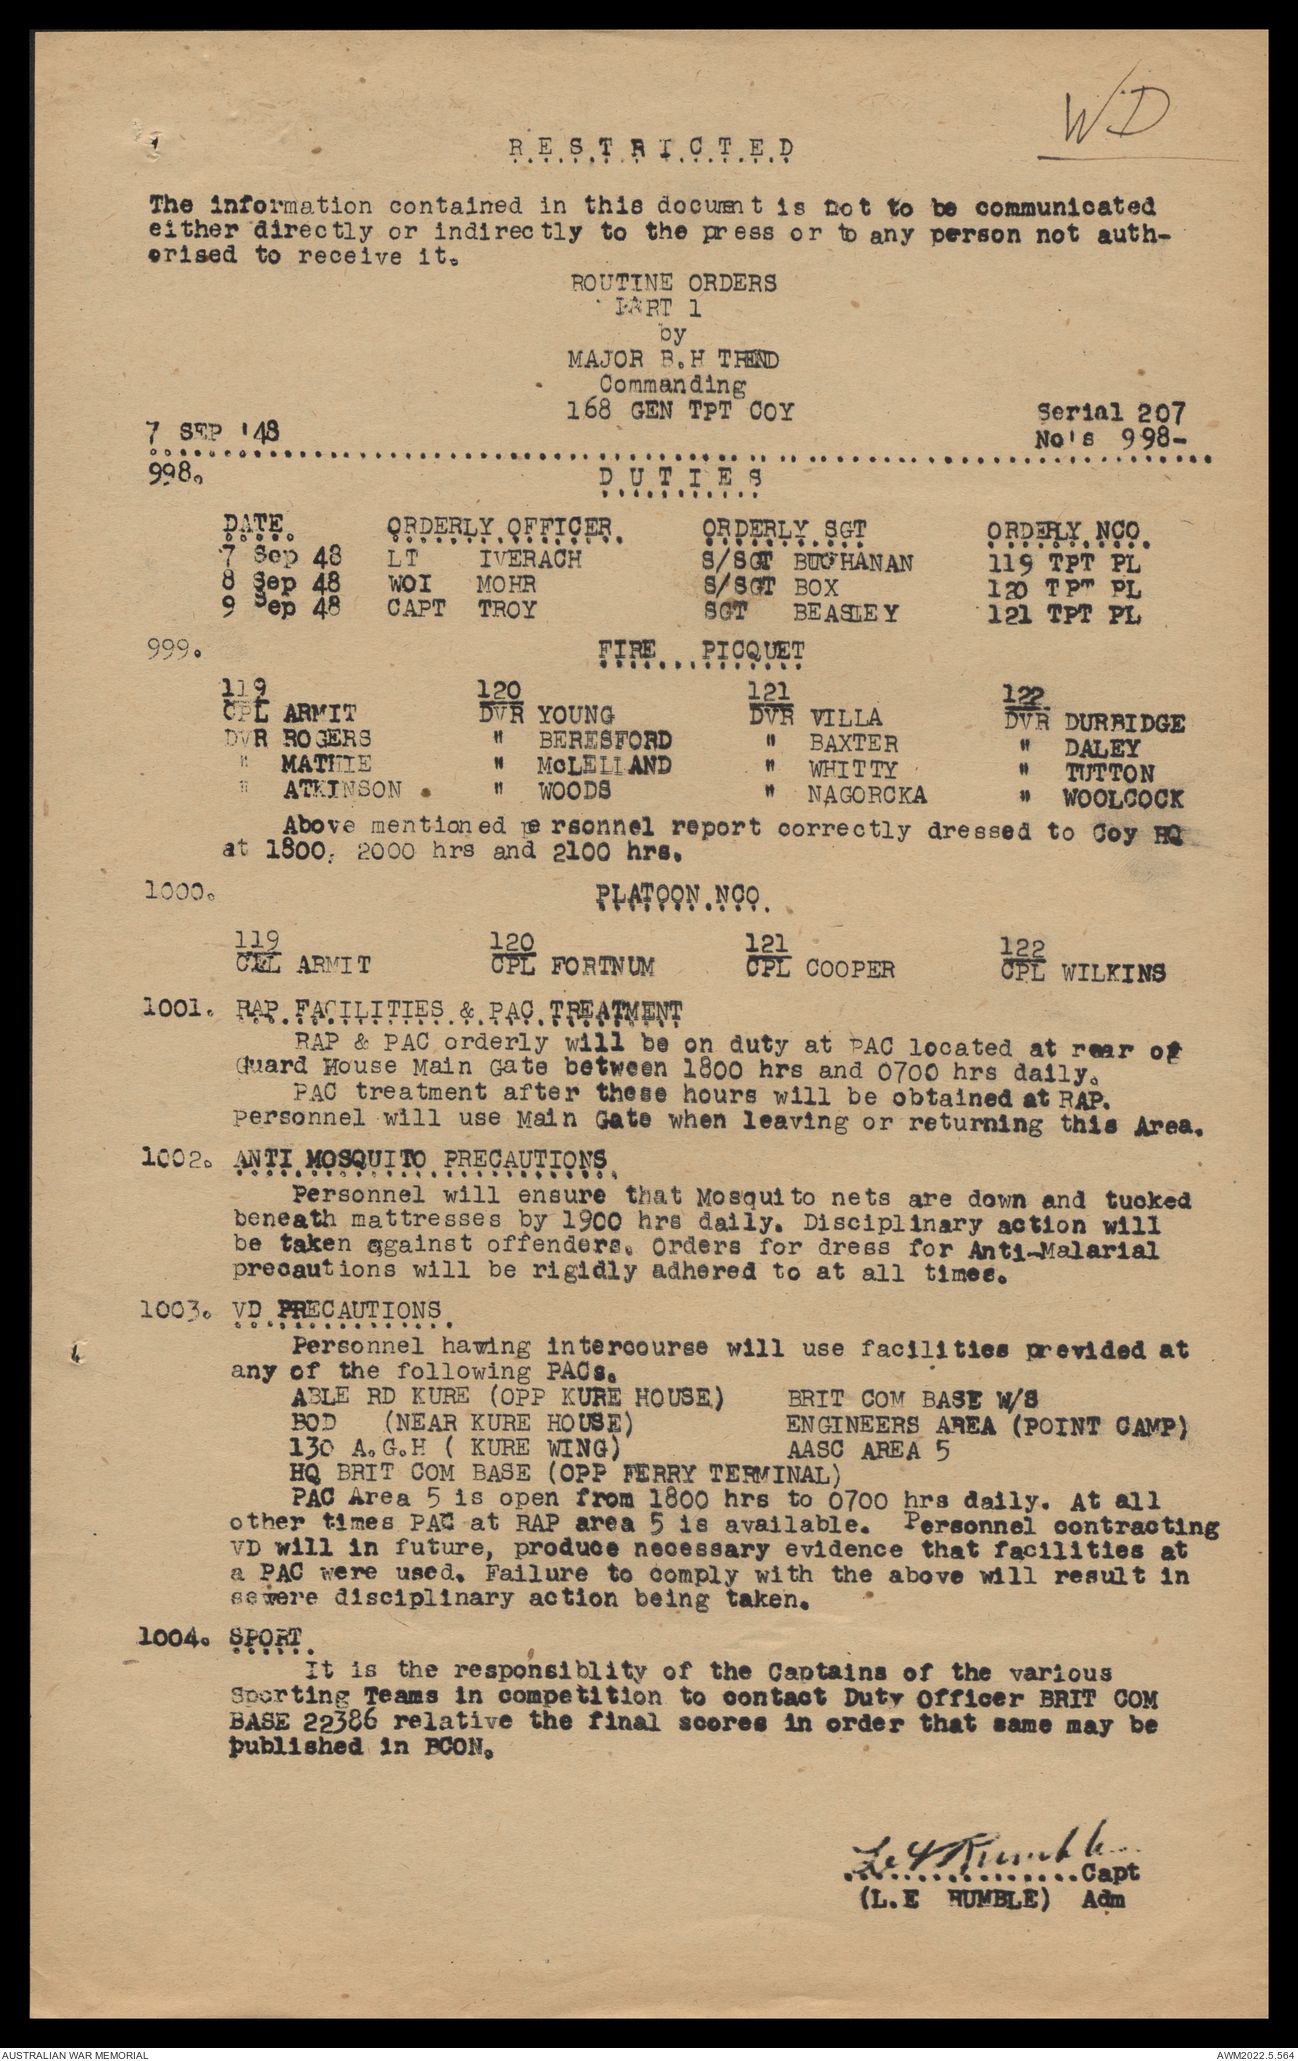 WD
RESTRICTED
The information contained in this document is not to be communicated
either directly or indirectly to the press or to any person not auth-
orised to receive it.
ROUTINE ORDERS
PART 1
by
MAJOR B.H TREND
Commanding
168 GEN TPT COY
Serial 207
7 SEP '48
No's 998-
998. DUTIES
DATE ORDERLY OFFICER ORDERLY SGT ORDERLY NCO
7 Sep 48 LT IVERACH S/SGT BUCHANAN 119 TPT PL
8 Sep 48 WOI MOHR S/SGT BOX 120 TPT PL
9 Sep 48 CAPT TROY SGT BEASLEY 121 TPT PL
999. FIRE PICQUET
119 120 121 122
CPL ARMIT DVR YOUNG DVR VILLA DVR DURBIDGE
DVR ROGERS " BERESFORD " BAXTER " DALEY
" MATHIE " McLELLAND " WHITTY " TUTTON
" ATKINSON " WOODS " NAGORCKA " WOOLCOCK
Above mentioned personnel report correctly dressed to Coy HQ
at 1800, 2000 hrs and 2100 hrs.
1000. PLATOON NCO
119 120 121 122
CPL ARMIT CPL FORTNUM CPL COOPER CPL WILKINS
1001. RAP FACILITIES & PAC TREATMENT
RAP & PAC orderly will be on duty at PAC located at rear of
Guard House Main Gate between 1800 hrs and 0700 hrs daily.
PAC treatment after these hours will be obtained at RAP.
Personnel will use Main Gate when leaving or returning this Area.
1002. ANTI MOSQUITO PRECAUTIONS
Personnel will ensure that Mosquito nets are down and tucked
beneath mattresses by 1900 hrs daily. Disciplinary action will
be taken against offenders. Orders for dress for Anti-Malarial
precautions will be rigidly adhered to at all times.
1003. VD PRECAUTIONS
Personnel having intercourse will use facilities previded at
any of the following PACs.
ABLE RD KURE (OPP KURE HOUSE) BRIT COM BASE W/S
BOD (NEAR KURE HOUSE) ENGINEERS AREA (POINT CAMP)
130 A.G.H ( KURE WING) AASC AREA 5
HQ BRIT COM BASE (OPP FERRY TERMINAL)
PAC Area 5 is open from 1800 hrs to 0700 hrs daily. At all
other times PAC at RAP area 5 is available. Personnel contracting
VD will in future, produce necessary evidence that facilities at
a PAC were used. Failure to comply with the above will result in
severe disciplinary action being taken.
1004. SPORT
It is the responsiblity of the Captains of the various
Sporting Teams in competition to contact Duty Officer BRIT COM
BASE 22386 relative the final scores in order that same may be
published in BCON.
L E Rumble
Capt
(L.E RUMBLE) Adm
AUSTRALIAN WAR MEMORIAL AWM2022.5.564